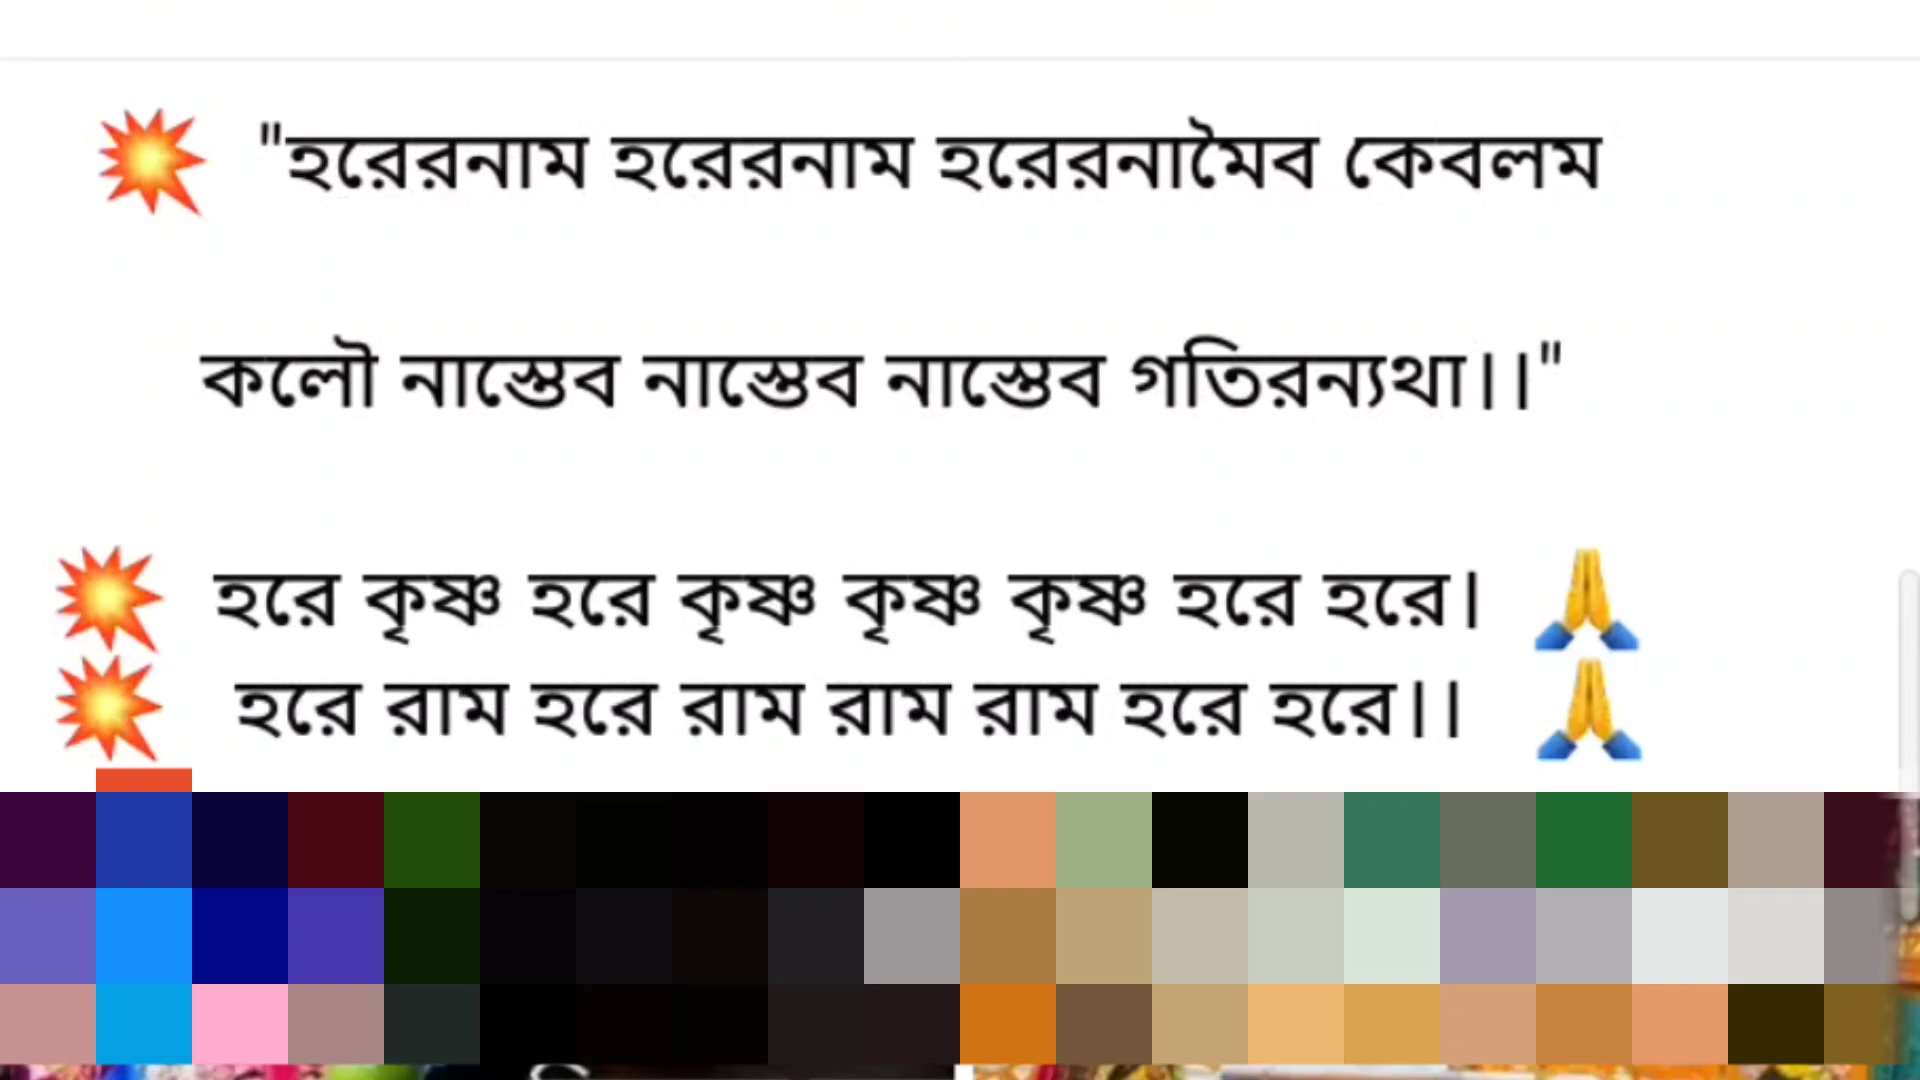 💥 "হরেরনাম হরেরনাম হরেরনামৈব কেবলম
কলৌ নাস্তেব নাস্তেব নাস্তেব গতিরন্যথা।।"
💥 হরে কৃষ্ণ হরে কৃষ্ণ কৃষ্ণ কৃষ্ণ হরে হরে। 🙏
💥 হরে রাম হরে রাম রাম রাম হরে হরে।। 🙏